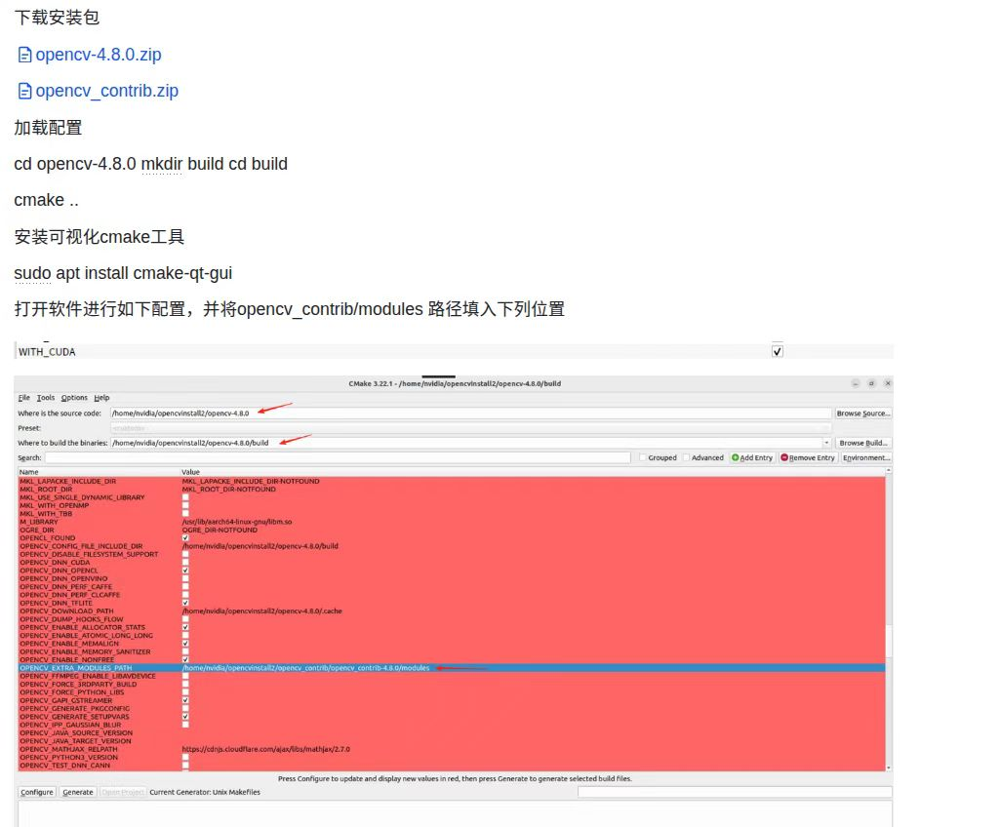 下载安装包
opencv-4.8.0.zip
opencv_contrib.zip
加载配置
cd opencv-4.8.0 mkdir build cd build
cmake ..
安装可视化cmake工具
sudo apt install cmake-qt-gui
打开软件进行如下配置，并将opencv_contrib/modules 路径填入下列位置
WITH_CUDA
CMake 3.22.1 - /home/nvidia/opencvinstall2/opencv-4.8.0/build
File Tools Options Help
Where is the source code: /home/nvidia/opencvinstall2/opencv-4.8.0 Browse Source...
Preset: <custom>
Where to build the binaries: /home/nvidia/opencvinstall2/opencv-4.8.0/build Browse Build...
Search: Grouped Advanced Add Entry Remove Entry Environment...
Name Value
MKL_LAPACKE_INCLUDE_DIR MKL_LAPACKE_INCLUDE_DIR-NOTFOUND
MKL_ROOT_DIR MKL_ROOT_DIR-NOTFOUND
MKL_USE_SINGLE_DYNAMIC_LIBRARY
MKL_WITH_OPENMP
MKL_WITH_TBB
M_LIBRARY /usr/lib/aarch64-linux-gnu/libm.so
OGRE_DIR OGRE_DIR-NOTFOUND
OPENCL_FOUND
OPENCV_CONFIG_FILE_INCLUDE_DIR /home/nvidia/opencvinstall2/opencv-4.8.0/build
OPENCV_DISABLE_FILESYSTEM_SUPPORT
OPENCV_DNN_CUDA
OPENCV_DNN_OPENCL
OPENCV_DNN_OPENVINO
OPENCV_DNN_PERF_CAFFE
OPENCV_DNN_PERF_CLCAFFE
OPENCV_DNN_TFLITE
OPENCV_DOWNLOAD_PATH /home/nvidia/opencvinstall2/opencv-4.8.0/.cache
OPENCV_DUMP_HOOKS_FLOW
OPENCV_ENABLE_ALLOCATOR_STATS
OPENCV_ENABLE_ATOMIC_LONG_LONG
OPENCV_ENABLE_MEMALIGN
OPENCV_ENABLE_MEMORY_SANITIZER
OPENCV_ENABLE_NONFREE
OPENCV_EXTRA_MODULES_PATH /home/nvidia/opencvinstall2/opencv_contrib/opencv_contrib-4.8.0/modules
OPENCV_FFMPEG_ENABLE_LIBAVDEVICE
OPENCV_FORCE_3RDPARTY_BUILD
OPENCV_FORCE_PYTHON_LIBS
OPENCV_GAPI_GSTREAMER
OPENCV_GENERATE_PKGCONFIG
OPENCV_GENERATE_SETUPVARS
OPENCV_IPP_GAUSSIAN_BLUR
OPENCV_JAVA_SOURCE_VERSION
OPENCV_JAVA_TARGET_VERSION
OPENCV_MATHJAX_RELPATH https://cdnjs.cloudflare.com/ajax/libs/mathjax/2.7.0
OPENCV_PYTHON3_VERSION
OPENCV_TEST_DNN_CANN
Press Configure to update and display new values in red, then press Generate to generate selected build files.
Configure Generate Open Project Current Generator: Unix Makefiles